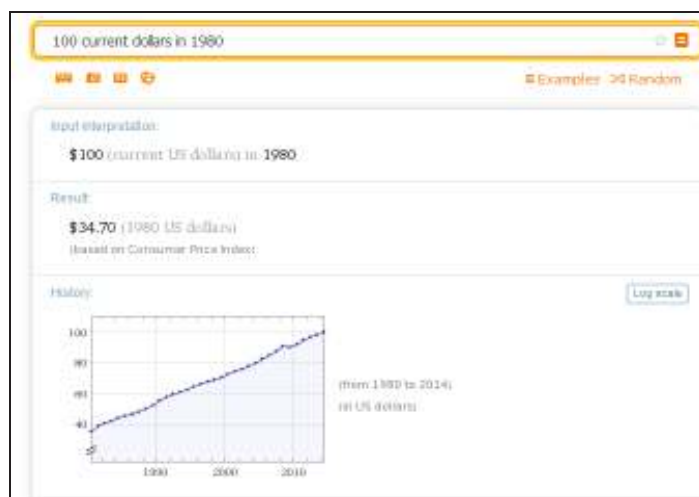 100 current dollars in 1980
Examples Random
Input interpretation:
$100 (current US dollars) in 1980
Result:
$34.70 (1980 US dollars)
(based on Consumer Price Index)
History:
Log scale
100
80
60
40
1990
2000
2010
(from 1980 to 2014)
(in US dollars)